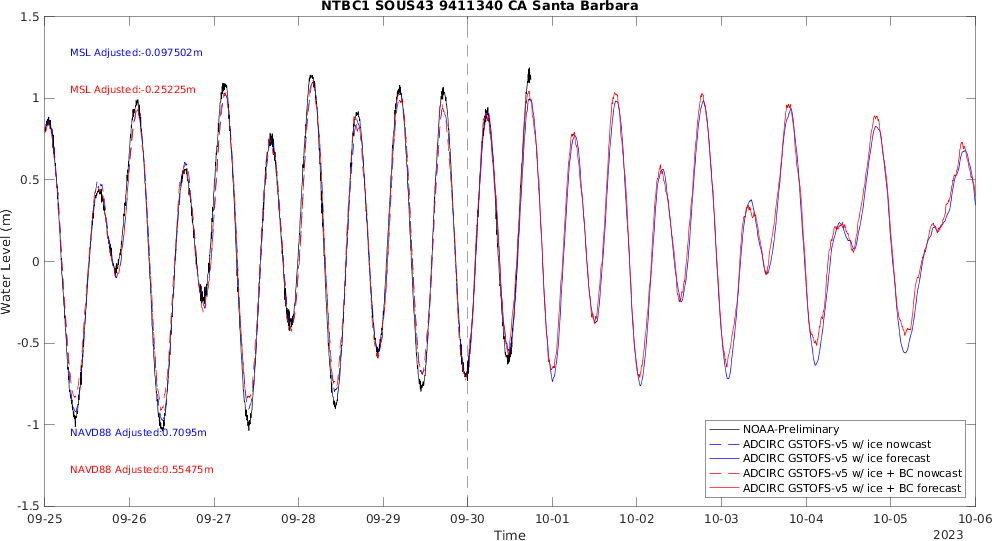 NTBC1 SOUS43 9411340 CA Santa Barbara
1.5
MSL Adjusted:-0.097502m
MSL Adjusted:-0.25225m
1
0.5
0
-0.5
-1
-1.5
Water Level (m)
NAVD88 Adjusted:0.7095m
NAVD88 Adjusted:0.55475m
NOAA-Preliminary
ADCIRC GSTOFS-v5 w/ ice nowcast
ADCIRC GSTOFS-v5 w/ ice forecast
ADCIRC GSTOFS-v5 w/ ice + BC nowcast
ADCIRC GSTOFS-v5 w/ ice + BC forecast
09-25 09-26 09-27 09-28 09-29 09-30 10-01 10-02 10-03 10-04 10-05 10-06
Time
2023